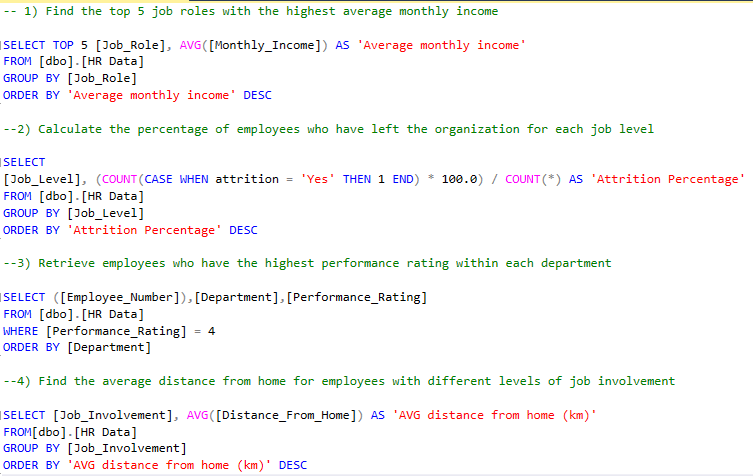 -- 1) Find the top 5 job roles with the highest average monthly income
SELECT TOP 5 [Job_Role], AVG([Monthly_Income]) AS 'Average monthly income'
FROM [dbo].[HR Data]
GROUP BY [Job_Role]
ORDER BY 'Average monthly income' DESC
--2) Calculate the percentage of employees who have left the organization for each job level
SELECT
[Job_Level], (COUNT(CASE WHEN attrition = 'Yes' THEN 1 END) * 100.0) / COUNT(*) AS 'Attrition Percentage'
FROM [dbo].[HR Data]
GROUP BY [Job_Level]
ORDER BY 'Attrition Percentage' DESC
--3) Retrieve employees who have the highest performance rating within each department
SELECT ([Employee_Number]),[Department],[Performance_Rating]
FROM [dbo].[HR Data]
WHERE [Performance_Rating] = 4
ORDER BY [Department]
--4) Find the average distance from home for employees with different levels of job involvement
SELECT [Job_Involvement], AVG([Distance_From_Home]) AS 'AVG distance from home (km)'
FROM[dbo].[HR Data]
GROUP BY [Job_Involvement]
ORDER BY 'AVG distance from home (km)' DESC